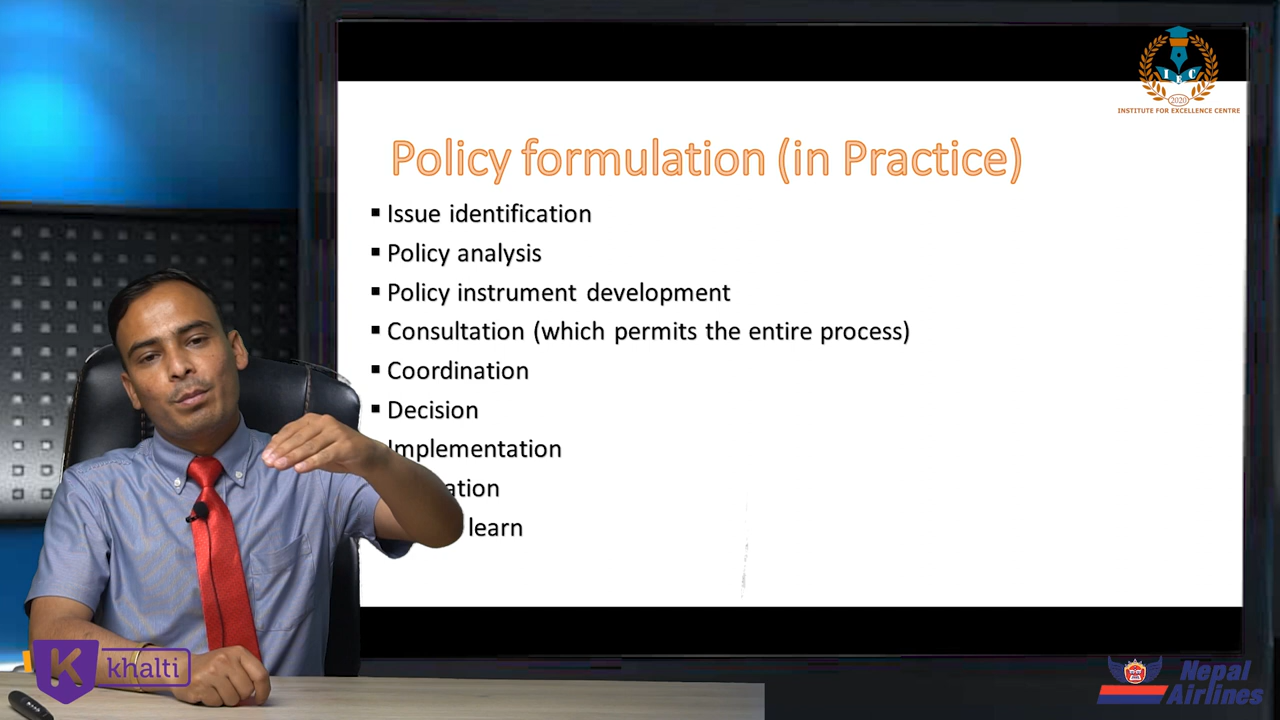 I E C
2020
INSTITUTE FOR EXCELLENCE CENTRE
Policy formulation (in Practice)
Issue identification
Policy analysis
Policy instrument development
Consultation (which permits the entire process)
Coordination
Decision
Implementation
learn
K khalti
Nepal
Airlines